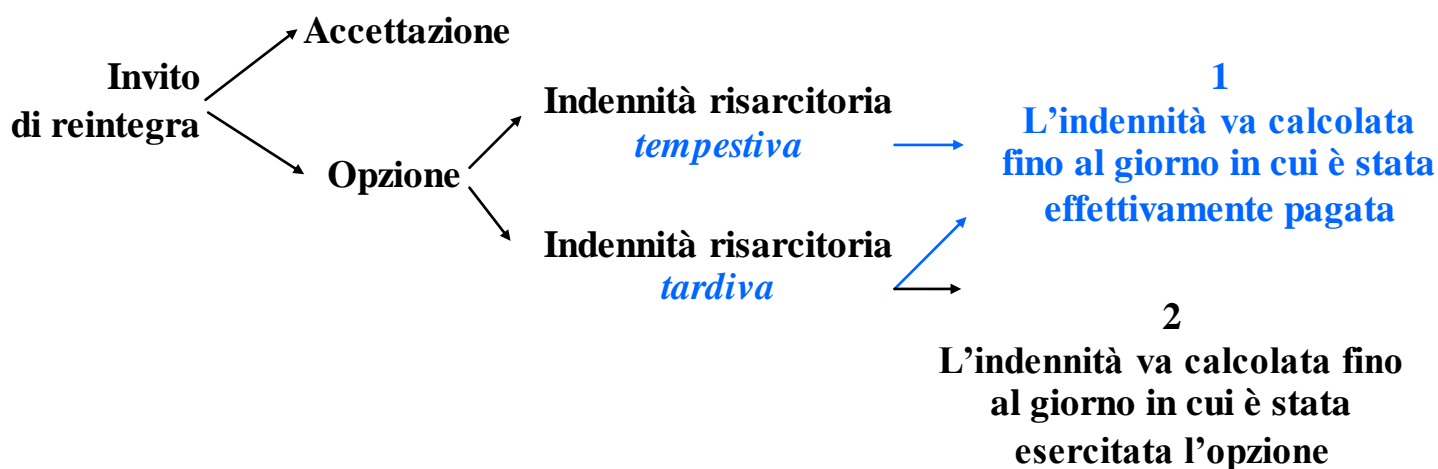 Accettazione
Invito
di reintegra
Opzione
Indennità risarcitoria
tempestiva
Indennità risarcitoria
tardiva
1
L’indennità va calcolata
fino al giorno in cui è stata
effettivamente pagata
2
L’indennità va calcolata fino
al giorno in cui è stata
esercitata l’opzione